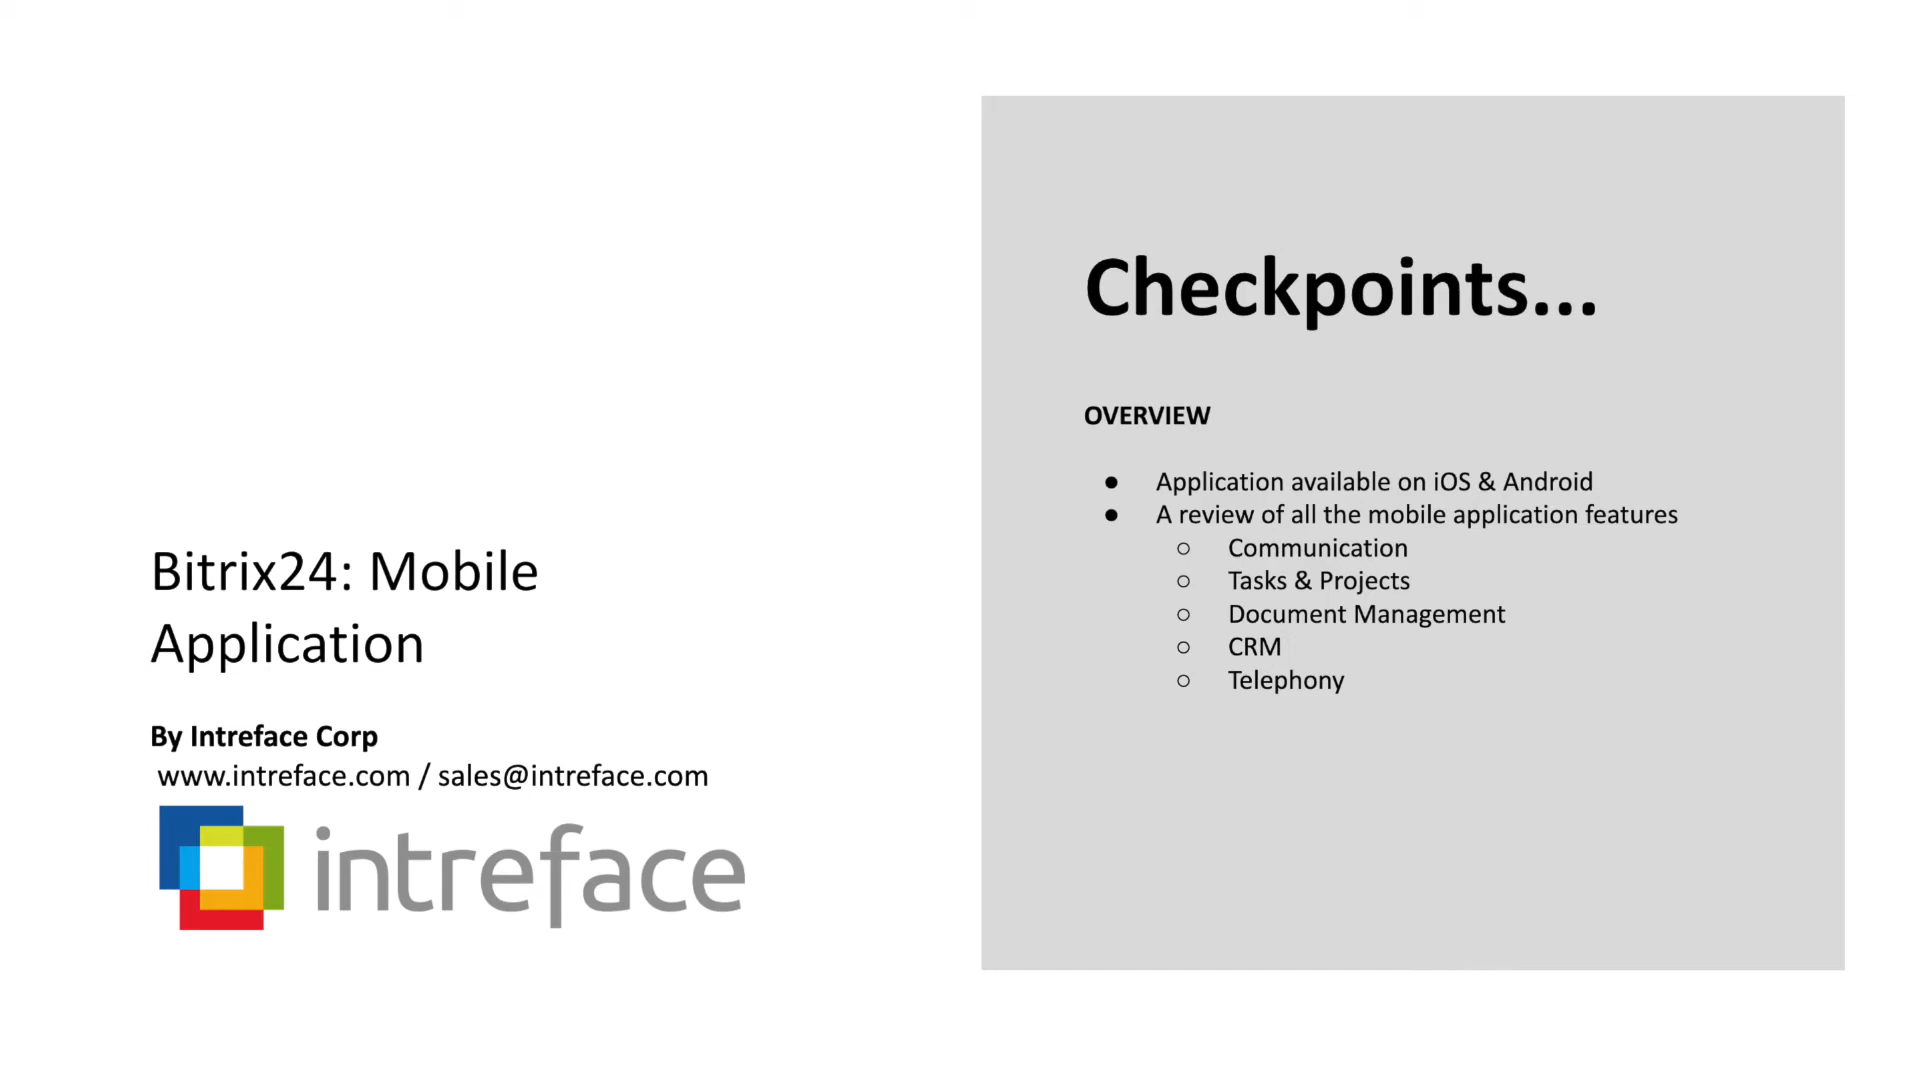 Bitrix24: Mobile
Application
By Intreface Corp
www.intreface.com / sales@intreface.com
intreface
Checkpoints...
OVERVIEW
● Application available on iOS & Android
● A review of all the mobile application features
○ Communication
○ Tasks & Projects
○ Document Management
○ CRM
○ Telephony